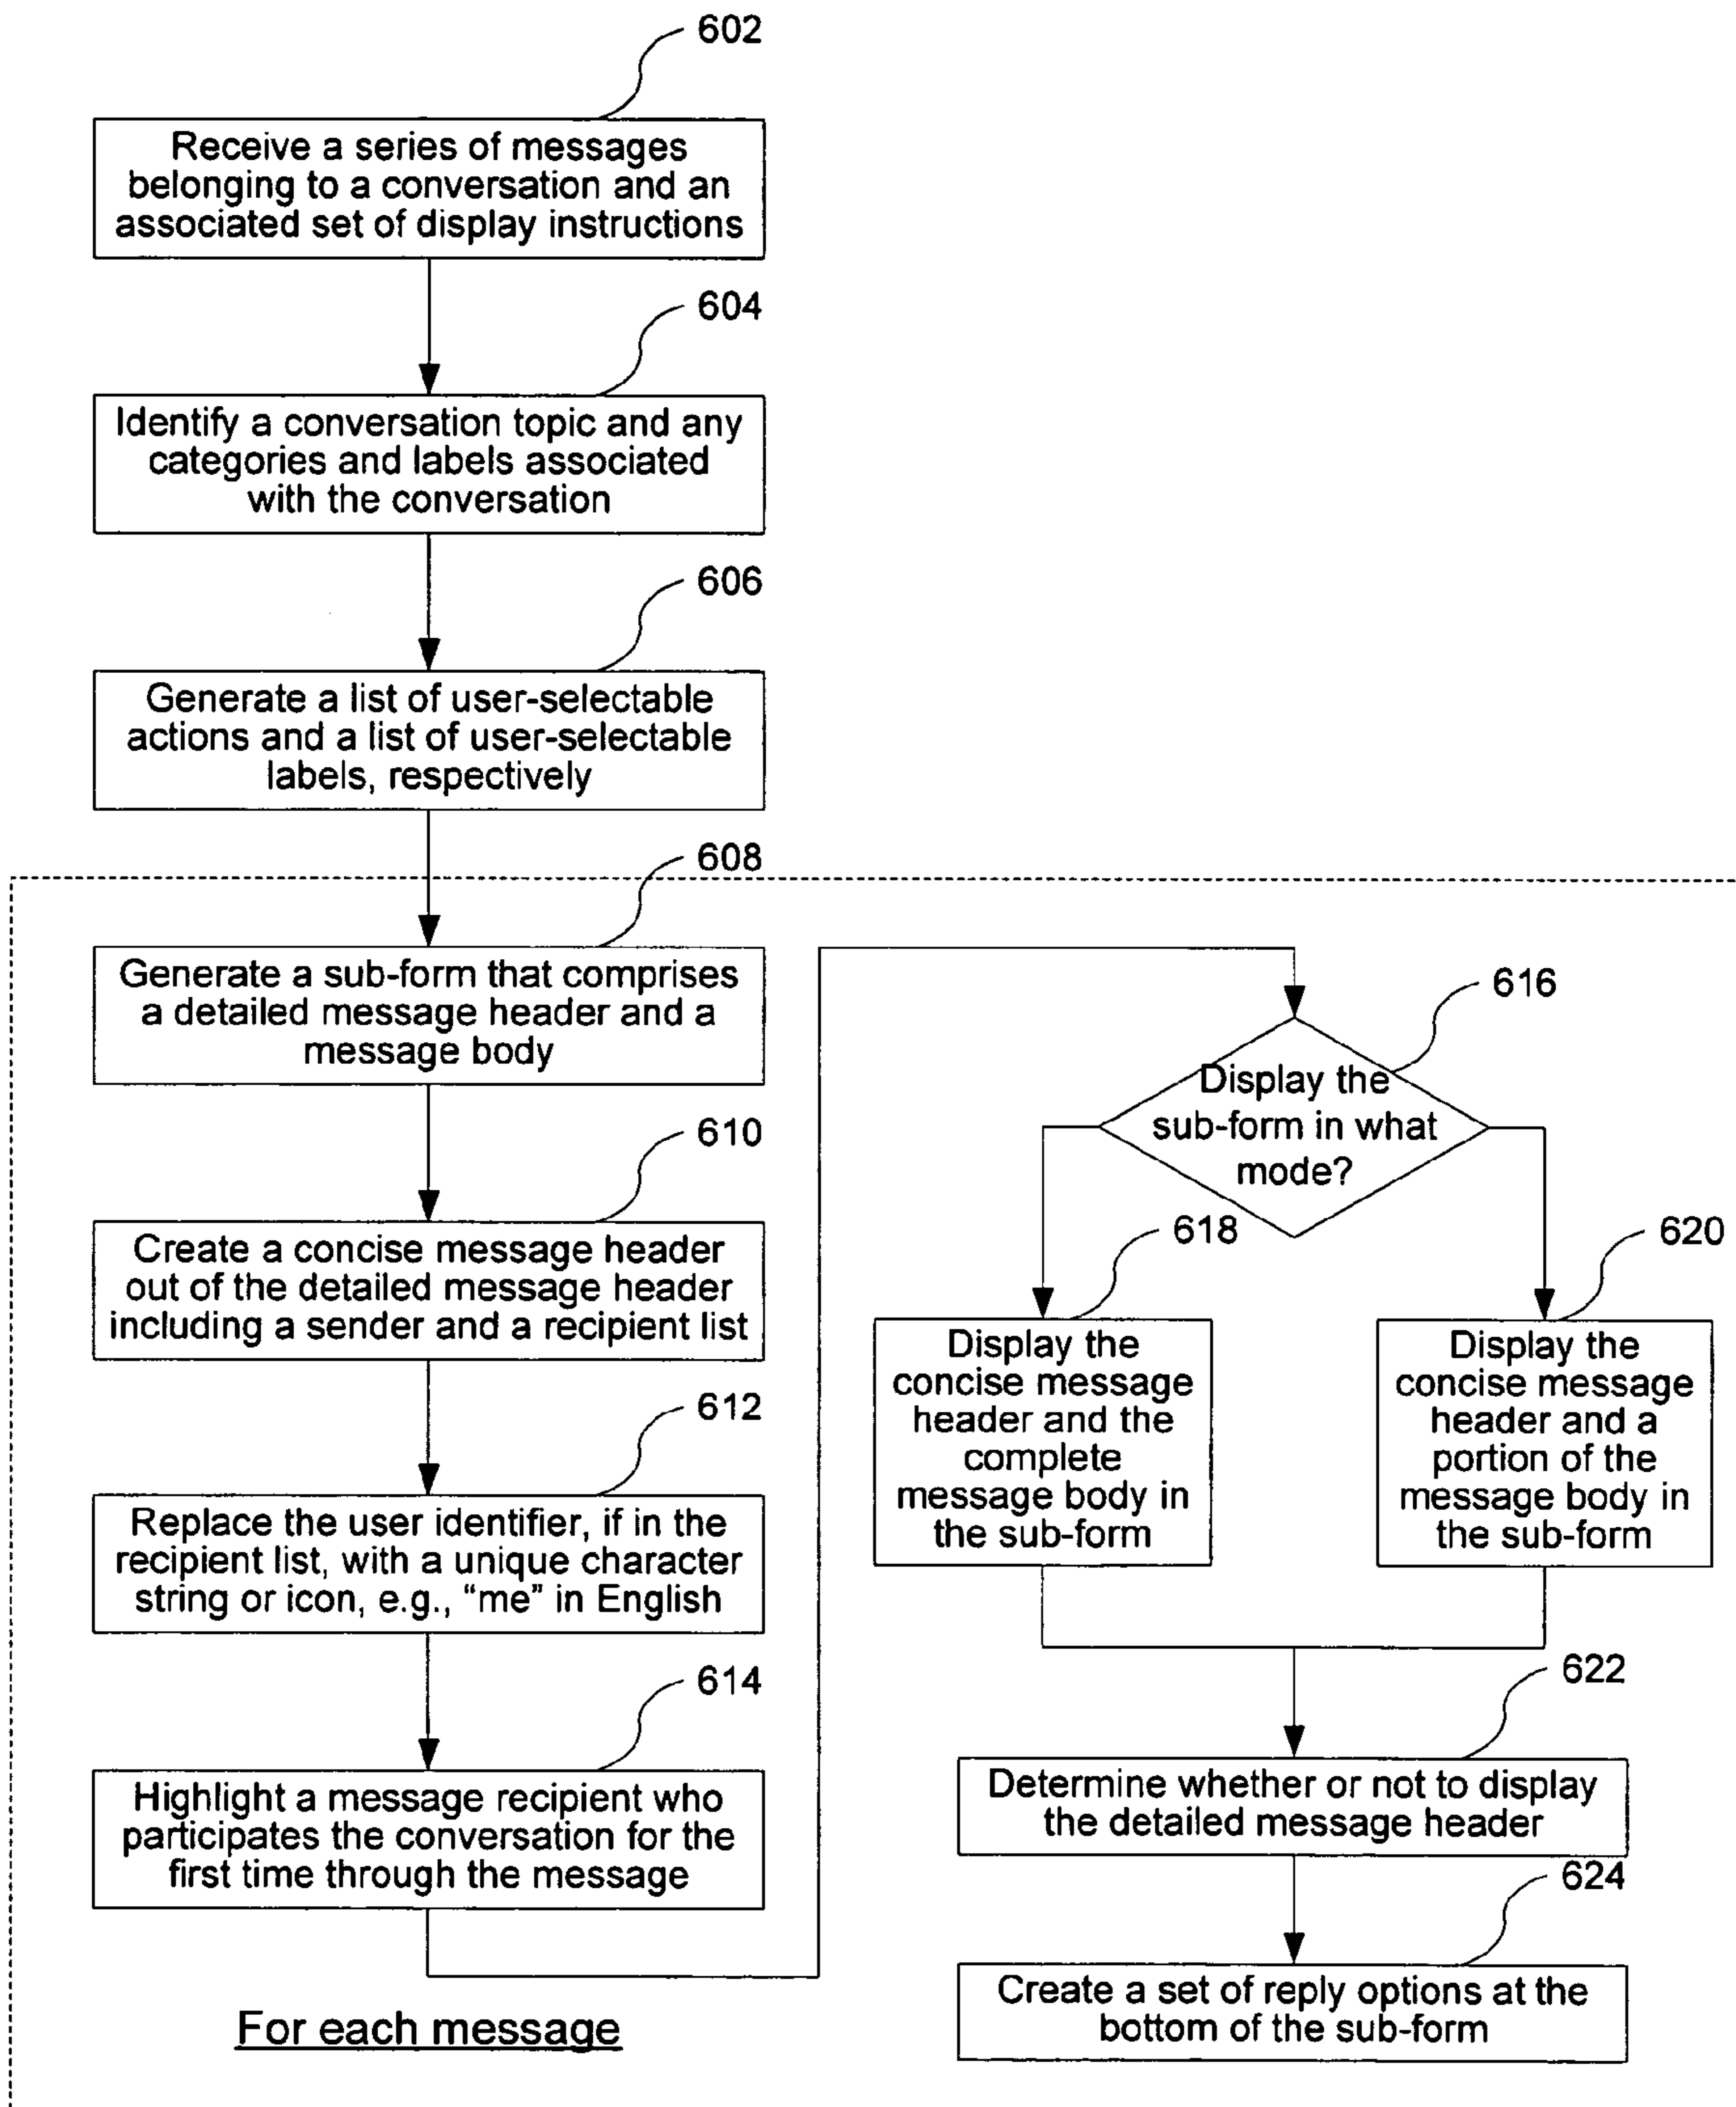 602
Receive a series of messages
belonging to a conversation and an
associated set of display instructions
604
Identify a conversation topic and any
categories and labels associated
with the conversation
606
Generate a list of user-selectable
actions and a list of user-selectable
labels, respectively
608
Generate a sub-form that comprises
a detailed message header and a
message body
610
Create a concise message header
out of the detailed message header
including a sender and a recipient list
612
Replace the user identifier, if in the
recipient list, with a unique character
string or icon, e.g., “me” in English
614
Highlight a message recipient who
participates the conversation for the
first time through the message
For each message
616
Display the
sub-form in what
mode?
618
Display the
concise message
header and the
complete
message body in
the sub-form
620
Display the
concise message
header and a
portion of the
message body in
the sub-form
622
Determine whether or not to display
the detailed message header
624
Create a set of reply options at the
bottom of the sub-form